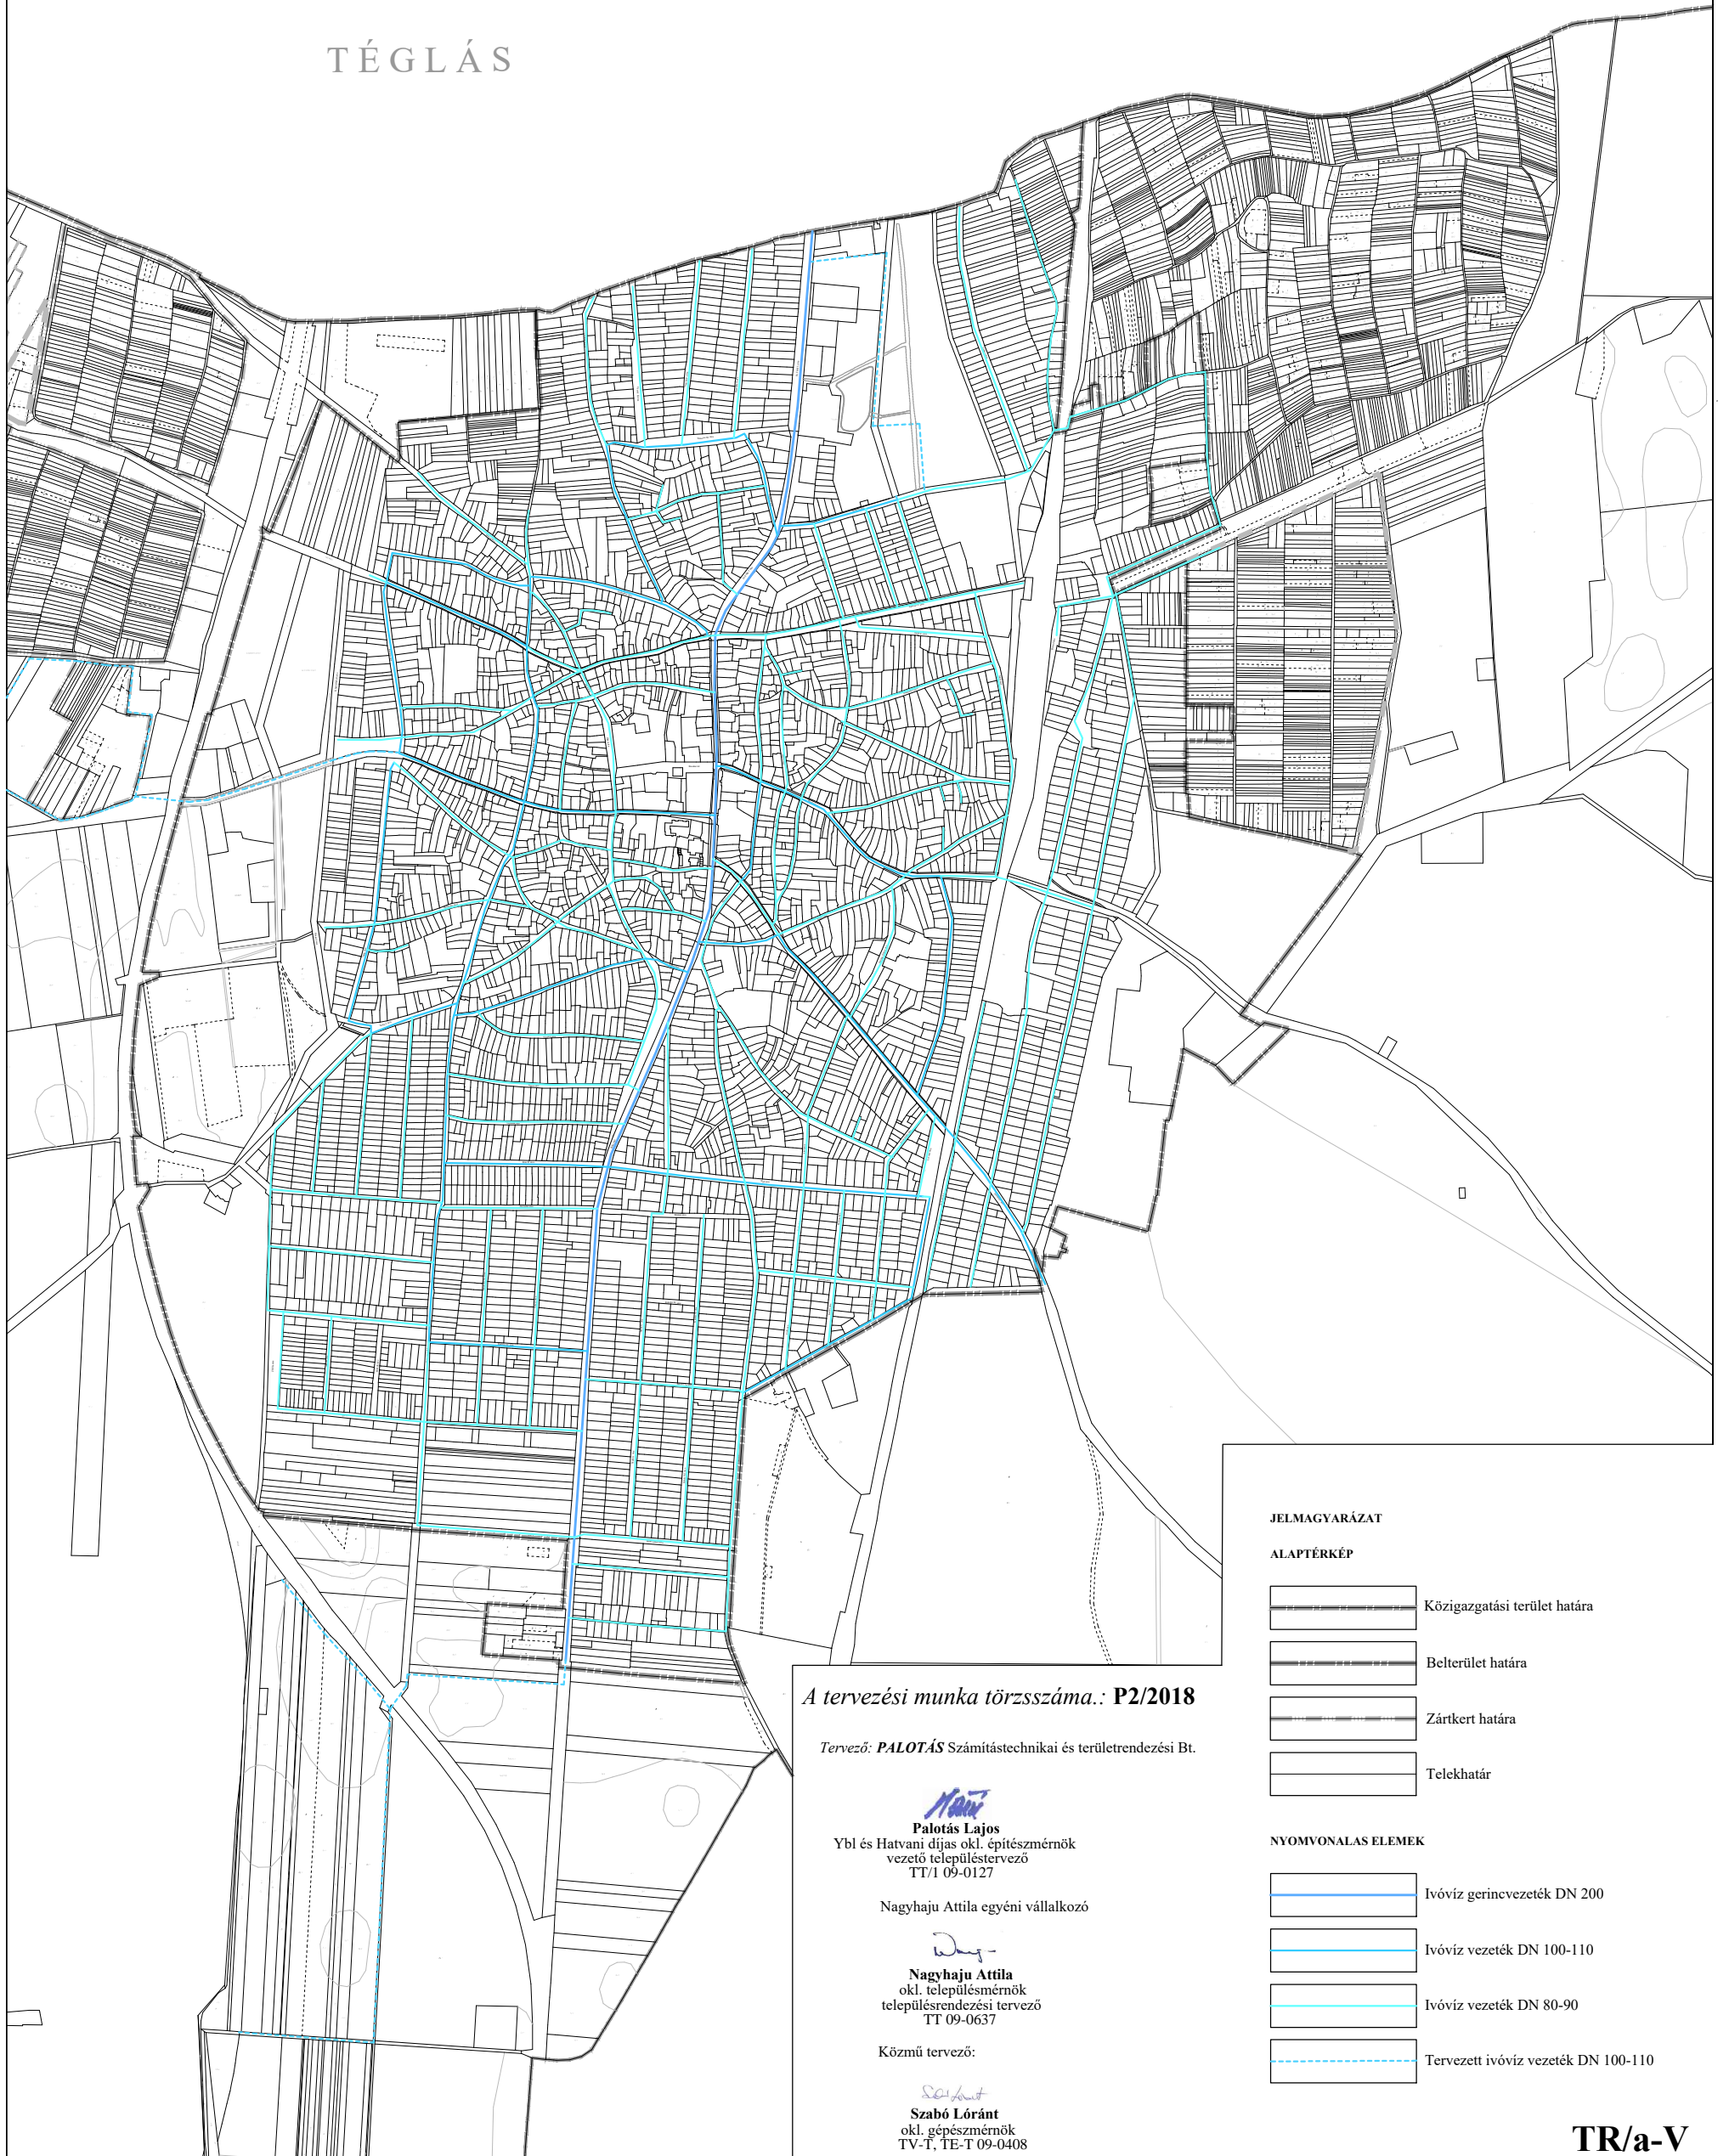 TÉGLÁS
JELMAGYARÁZAT
ALAPTÉRKÉP
Közigazgatási terület határa
Belterület határa
Zártkert határa
Telekhatár
NYOMVONALAS ELEMEK
Ivóvíz gerincvezeték DN 200
Ivóvíz vezeték DN 100-110
Ivóvíz vezeték DN 80-90
Tervezett ivóvíz vezeték DN 100-110
A tervezési munka törzsszáma.: P2/2018
Tervező: PALOTÁS Számítástechnikai és területrendezési Bt.
Palotás Lajos
Ybl és Hatvani díjas okl. építészmérnök
vezető településtervező
TT/1 09-0127
Nagyhaju Attila egyéni vállalkozó
Nagyhaju Attila
okl. településmérnök
településrendezési tervező
TT 09-0637
Közmű tervező:
Szabó Lóránt
okl. gépészmérnök
TV-T, TE-T 09-0408
TR/a-V